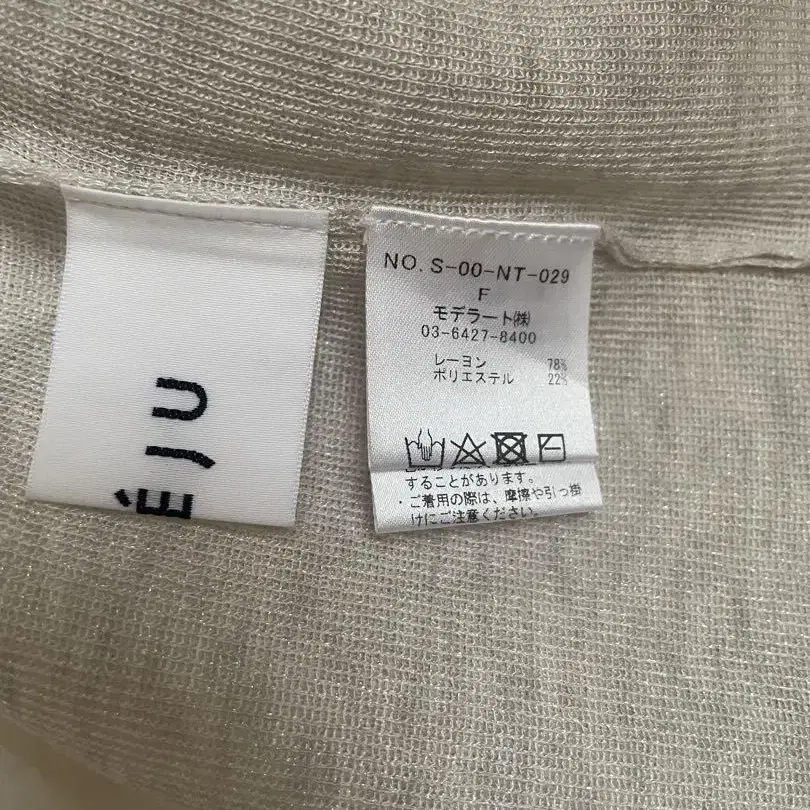 NO. S-00-NT-029
F
モデラート㈱
03-6427-8400
レーヨン 78%
ポリエステル 22%
することがあります。
・ご着用の際は、摩擦や引っ掛
けにご注意ください。